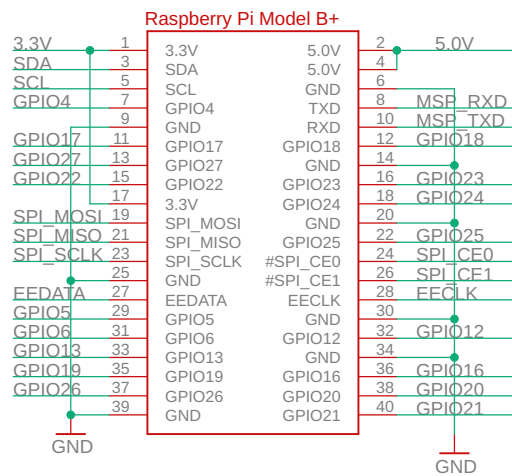 Raspberry Pi Model B+
3.3V 1 3.3V 5.0V 2 5.0V
SDA 3 SDA 5.0V 4
SCL 5 SCL GND 6
GPIO4 7 GPIO4 TXD 8 MSP_RXD
9 GND RXD 10 MSP_TXD
GPIO17 11 GPIO17 GPIO18 12 GPIO18
GPIO27 13 GPIO27 GND 14
GPIO22 15 GPIO22 GPIO23 16 GPIO23
17 3.3V GPIO24 18 GPIO24
SPI_MOSI 19 SPI_MOSI GND 20
SPI_MISO 21 SPI_MISO GPIO25 22 GPIO25
SPI_SCLK 23 SPI_SCLK #SPI_CE0 24 SPI_CE0
25 GND #SPI_CE1 26 SPI_CE1
EEDATA 27 EEDATA EECLK 28 EECLK
GPIO5 29 GPIO5 GND 30
GPIO6 31 GPIO6 GPIO12 32 GPIO12
GPIO13 33 GPIO13 GND 34
GPIO19 35 GPIO19 GPIO16 36 GPIO16
GPIO26 37 GPIO26 GPIO20 38 GPIO20
39 GND GPIO21 40 GPIO21
GND
GND